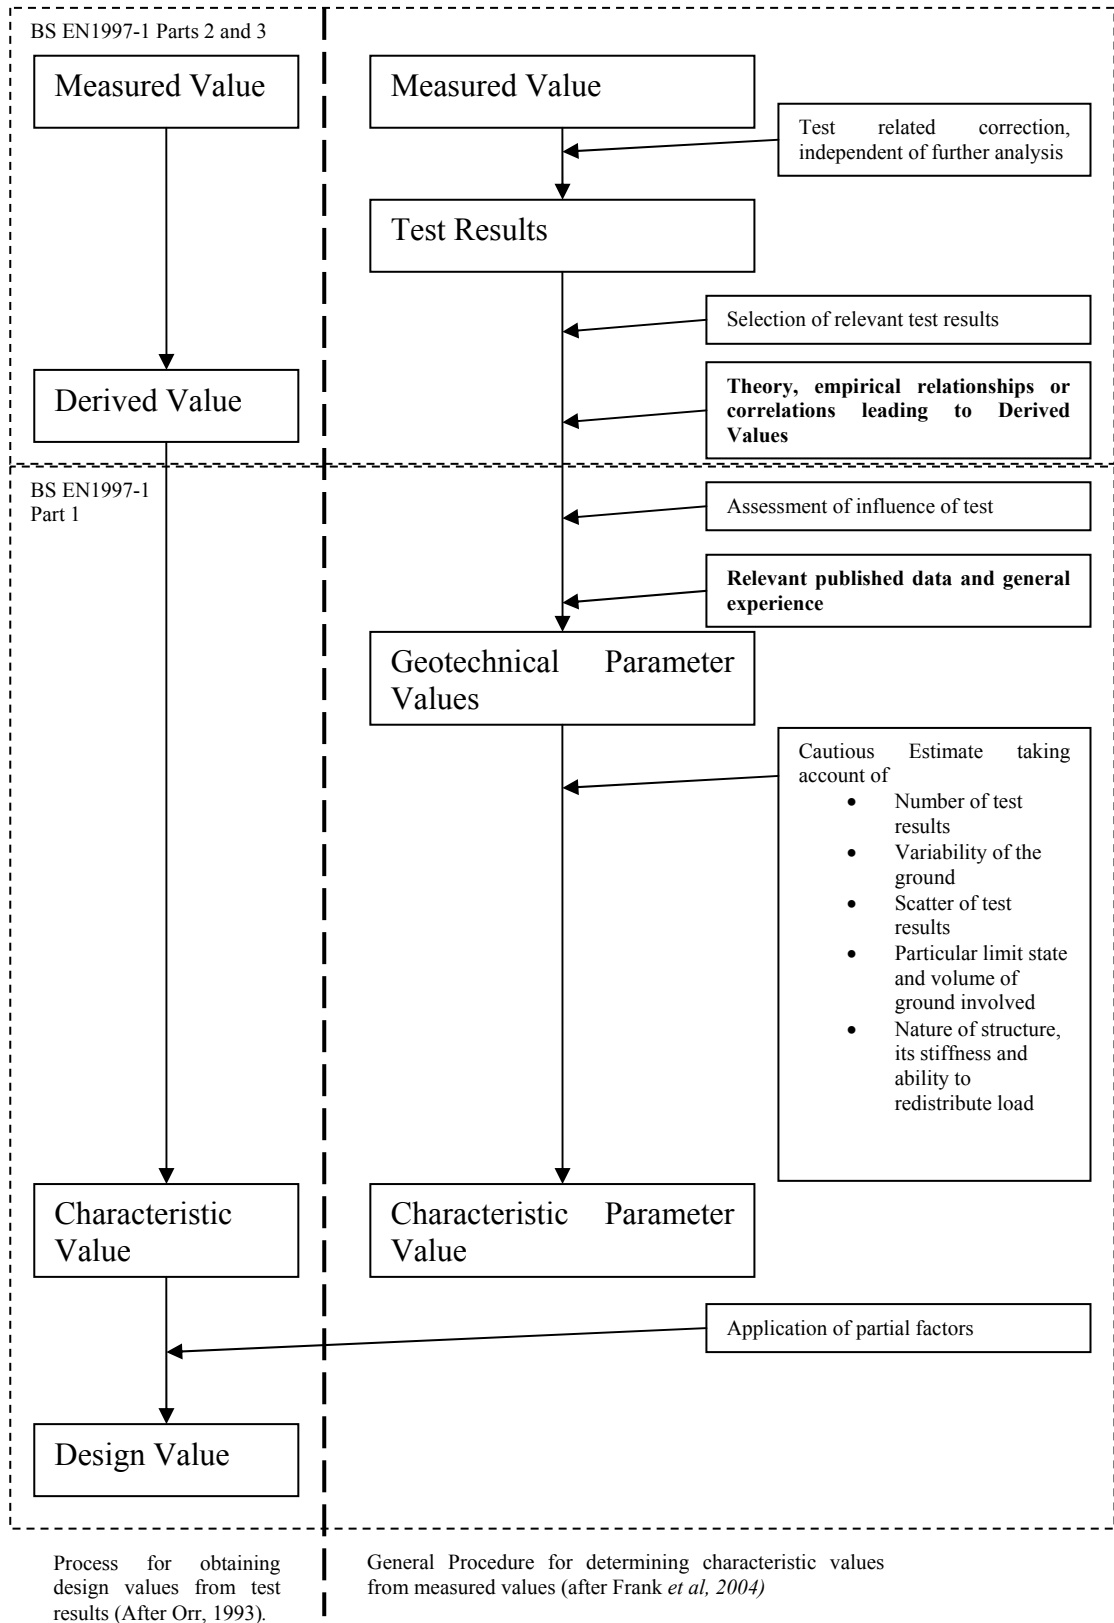 BS EN1997-1 Parts 2 and 3
Measured Value
Measured Value
Test related correction,
independent of further analysis
Test Results
Selection of relevant test results
Derived Value
Theory, empirical relationships or
correlations leading to Derived
Values
BS EN1997-1
Part 1
Assessment of influence of test
Relevant published data and general
experience
Geotechnical Parameter
Values
Cautious Estimate taking
account of
• Number of test
results
• Variability of the
ground
• Scatter of test
results
• Particular limit state
and volume of
ground involved
• Nature of structure,
its stiffness and
ability to
redistribute load
Characteristic
Value
Characteristic Parameter
Value
Application of partial factors
Design Value
Process for obtaining
design values from test
results (After Orr, 1993).
General Procedure for determining characteristic values
from measured values (after Frank et al, 2004)